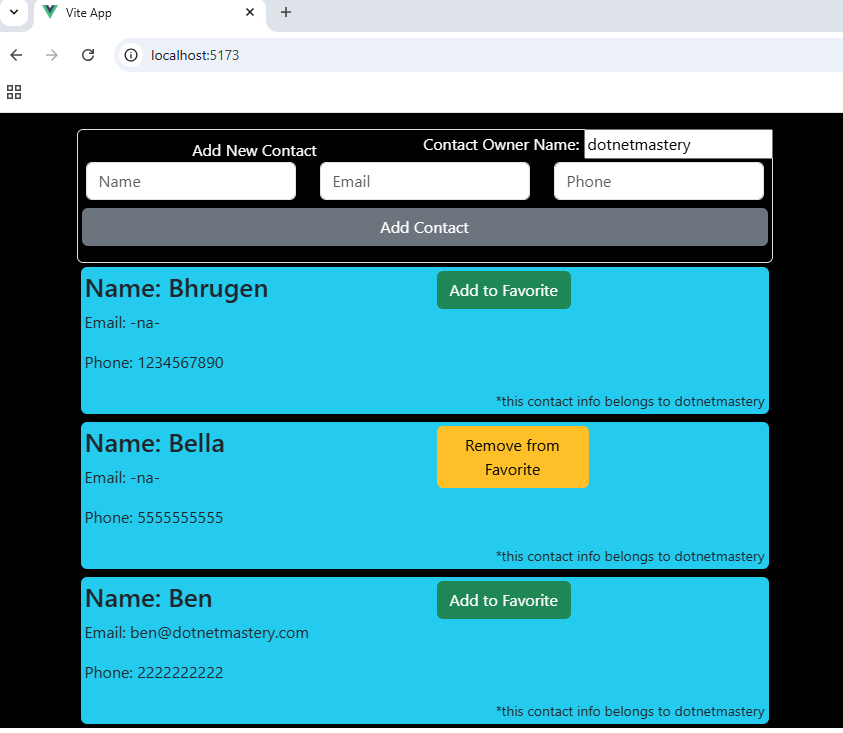 Vite App
localhost:5173
Add New Contact
Contact Owner Name: dotnetmastery
Name Email Phone
Add Contact
Name: Bhrugen
Add to Favorite
Email: -na-
Phone: 1234567890
*this contact info belongs to dotnetmastery
Name: Bella
Remove from
Favorite
Email: -na-
Phone: 5555555555
*this contact info belongs to dotnetmastery
Name: Ben
Add to Favorite
Email: ben@dotnetmastery.com
Phone: 2222222222
*this contact info belongs to dotnetmastery